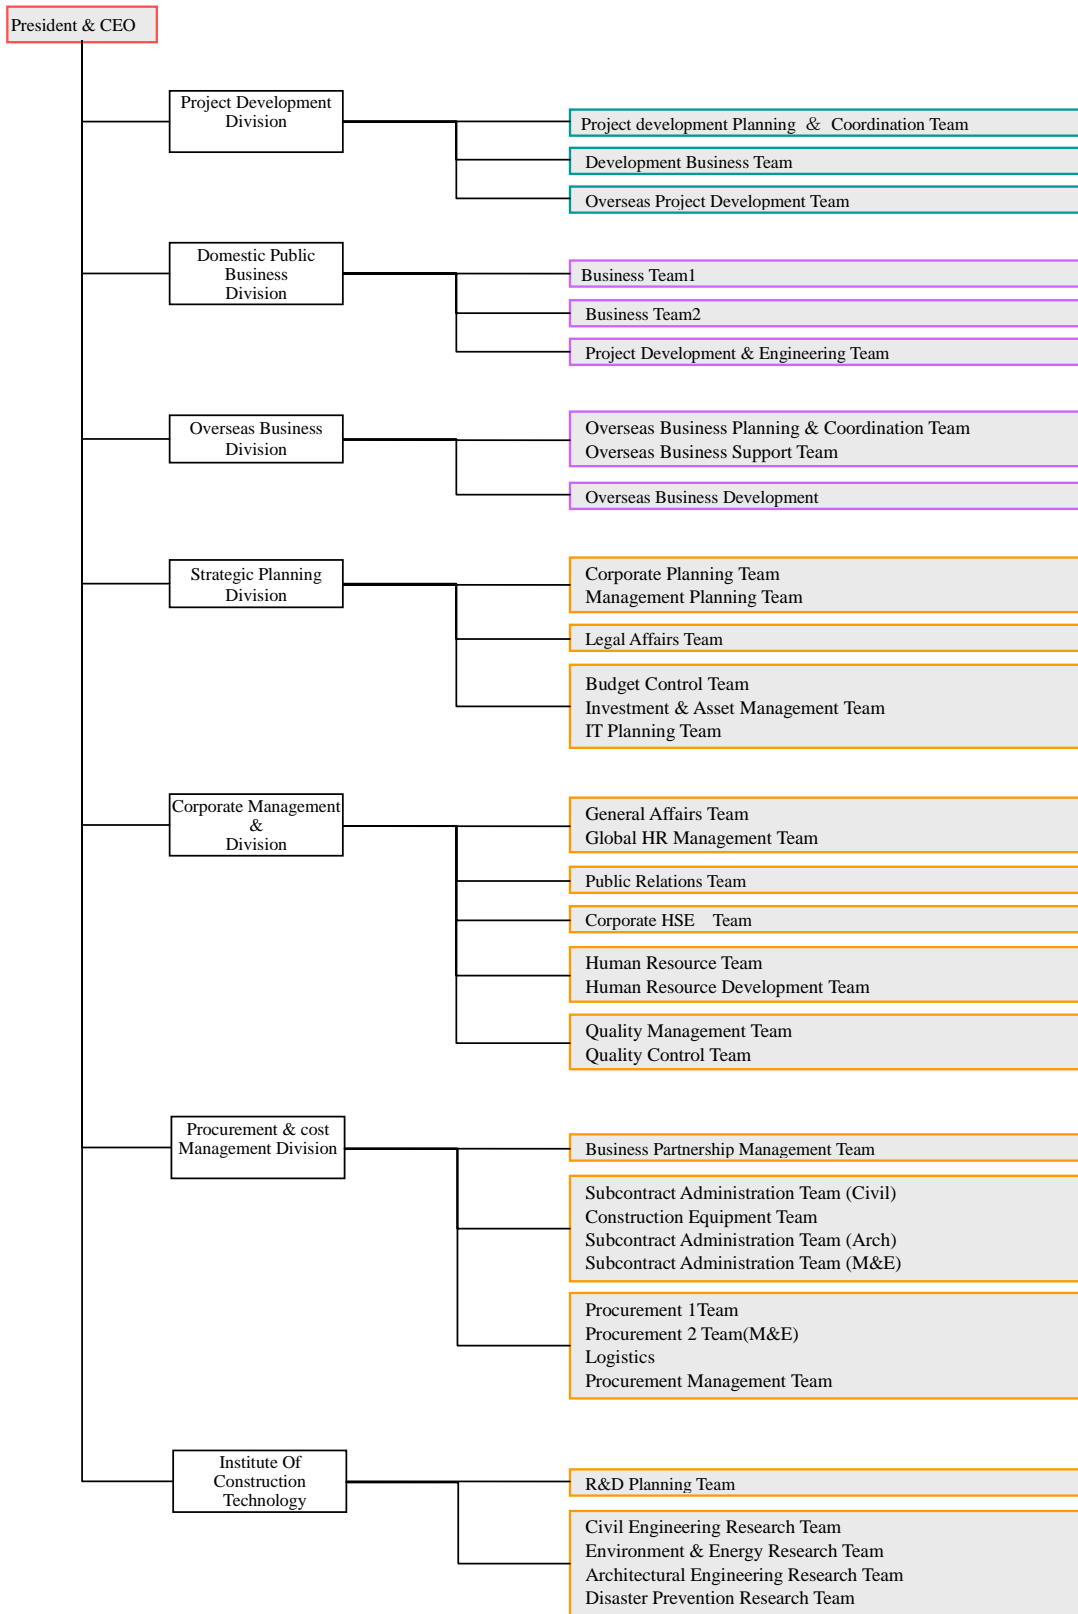 President & CEO
Project Development
Division
Project development Planning & Coordination Team
Development Business Team
Overseas Project Development Team
Domestic Public
Business
Division
Business Team1
Business Team2
Project Development & Engineering Team
Overseas Business
Division
Overseas Business Planning & Coordination Team
Overseas Business Support Team
Overseas Business Development
Strategic Planning
Division
Corporate Planning Team
Management Planning Team
Legal Affairs Team
Budget Control Team
Investment & Asset Management Team
IT Planning Team
Corporate Management
&
Division
General Affairs Team
Global HR Management Team
Public Relations Team
Corporate HSE Team
Human Resource Team
Human Resource Development Team
Quality Management Team
Quality Control Team
Procurement & cost
Management Division
Business Partnership Management Team
Subcontract Administration Team (Civil)
Construction Equipment Team
Subcontract Administration Team (Arch)
Subcontract Administration Team (M&E)
Procurement 1Team
Procurement 2 Team(M&E)
Logistics
Procurement Management Team
Institute Of
Construction
Technology
R&D Planning Team
Civil Engineering Research Team
Environment & Energy Research Team
Architectural Engineering Research Team
Disaster Prevention Research Team